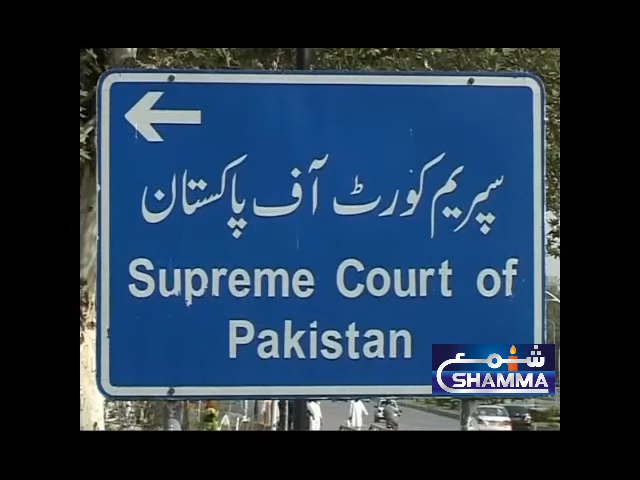 سپریم کورٹ آف پاکستان
Supreme Court of
Pakistan
شمع
SHAMMA